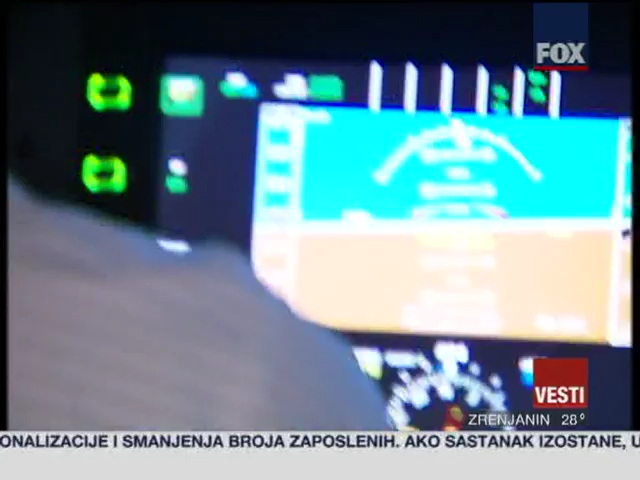 FOX
VESTI
ZRENJANIN 28°
ONALIZACIJE I SMANJENJA BROJA ZAPOSLENIH. AKO SASTANAK IZOSTANE, U